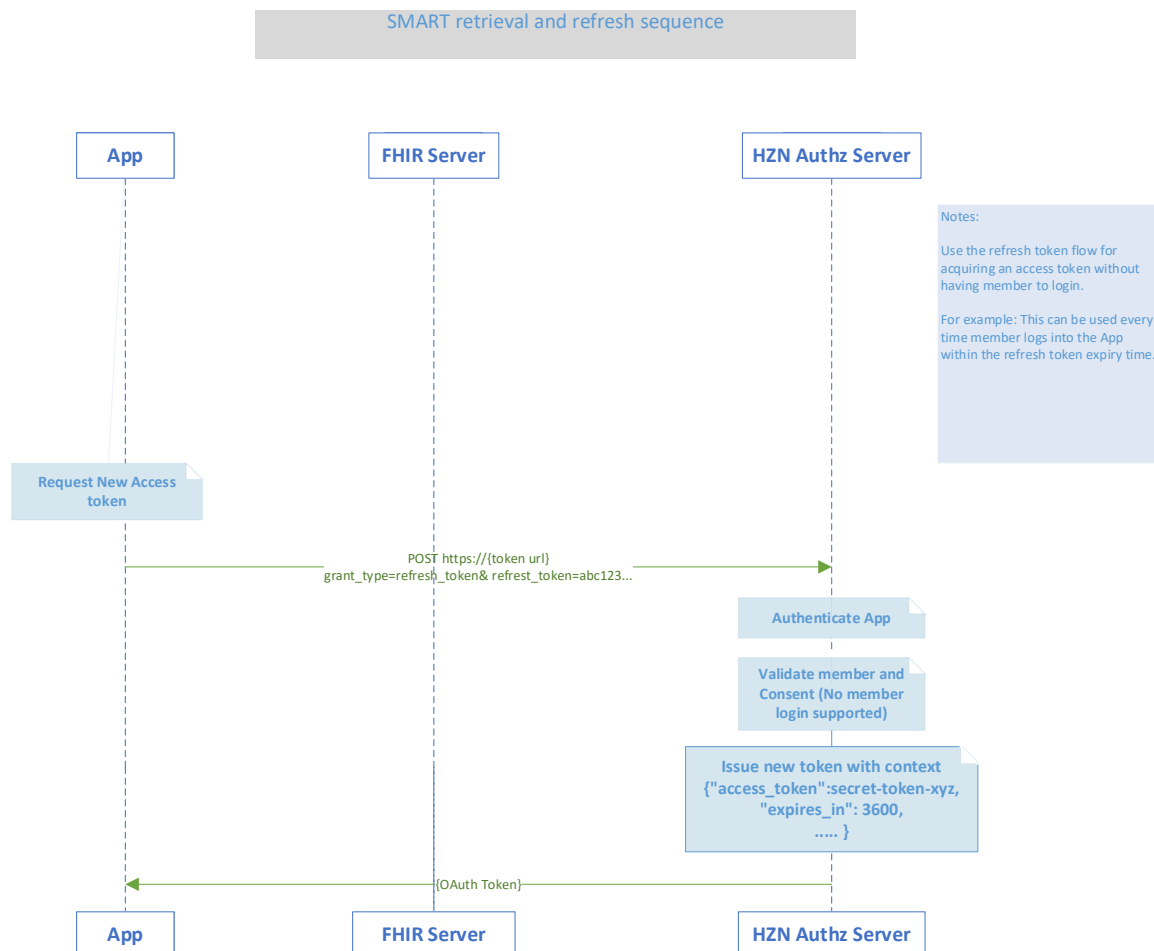 SMART retrieval and refresh sequence
App
FHIR Server
HZN Authz Server
Notes:
Use the refresh token flow for
acquiring an access token without
having member to login.
For example: This can be used every
time member logs into the App
within the refresh token expiry time.
Request New Access
token
POST https://{token url}
grant_type=refresh_token& refrest_token=abc123...
Authenticate App
Validate member and
Consent (No member
login supported)
Issue new token with context
{"access_token":secret-token-xyz,
"expires_in": 3600,
..... }
{OAuth Token}
App
FHIR Server
HZN Authz Server